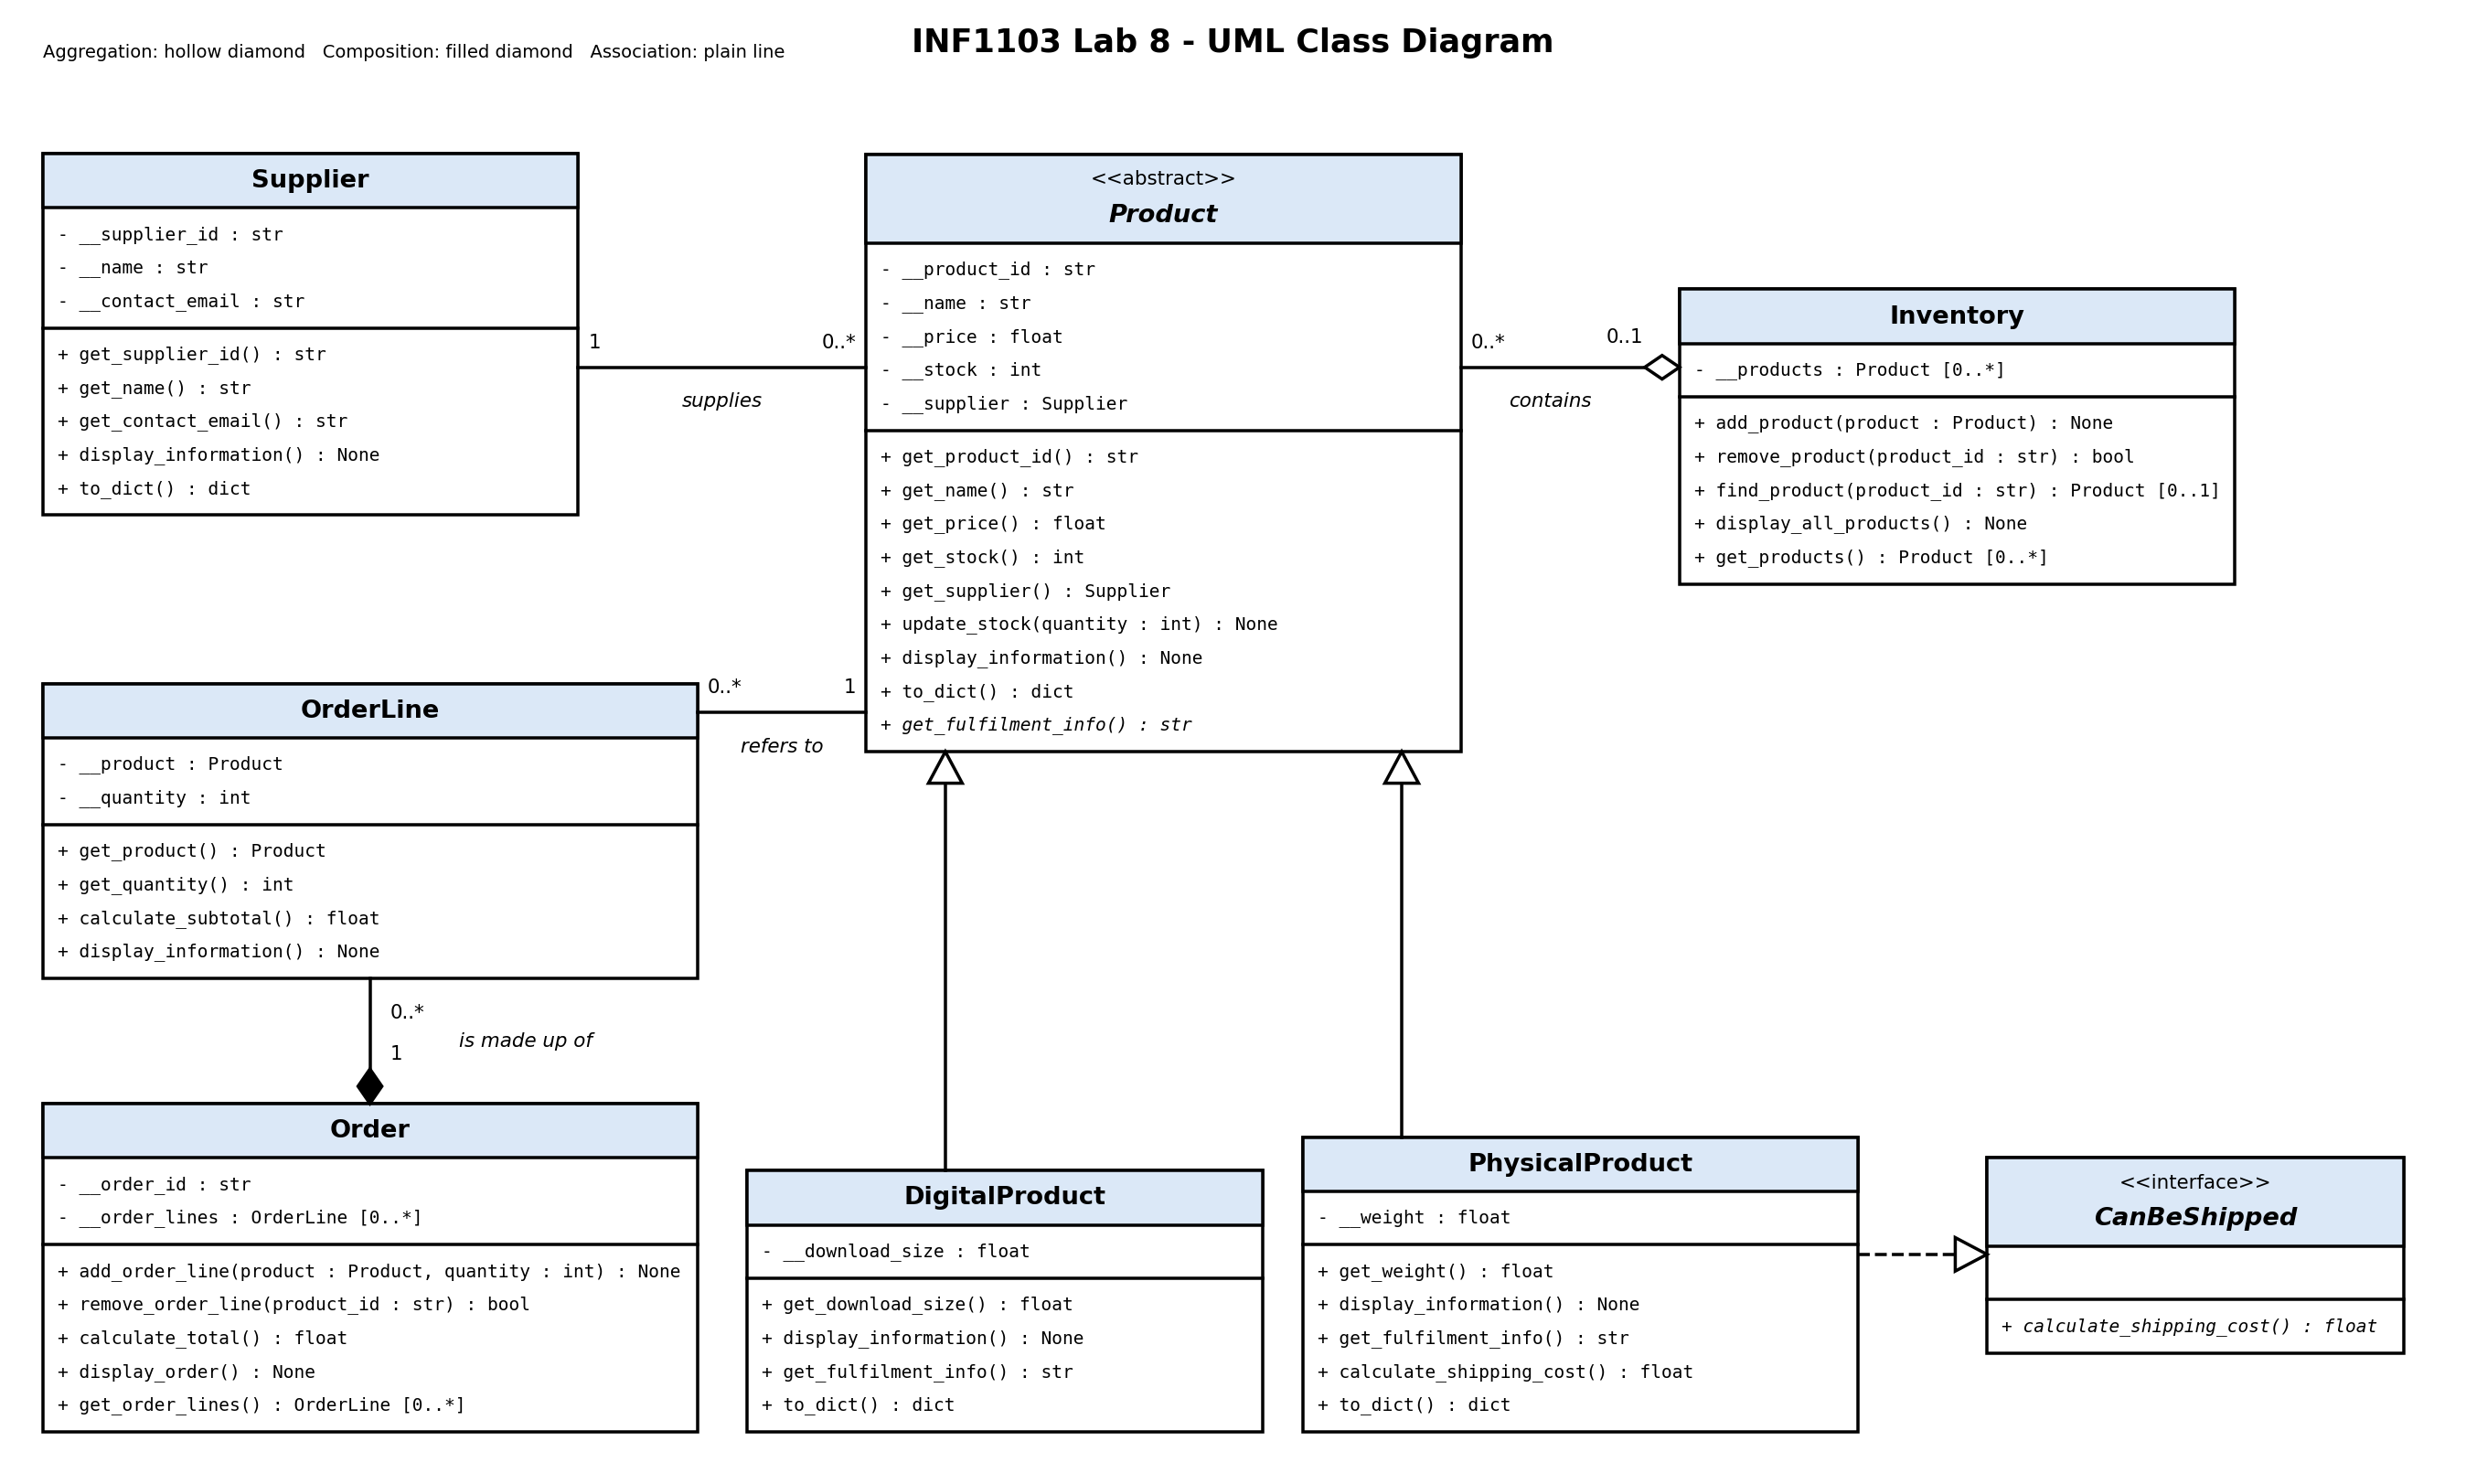 INF1103 Lab 8 - UML Class Diagram
Aggregation: hollow diamond   Composition: filled diamond   Association: plain line
Supplier
- __supplier_id : str
- __name : str
- __contact_email : str
+ get_supplier_id() : str
+ get_name() : str
+ get_contact_email() : str
+ display_information() : None
+ to_dict() : dict
1
0..*
supplies
<<abstract>>
Product
- __product_id : str
- __name : str
- __price : float
- __stock : int
- __supplier : Supplier
+ get_product_id() : str
+ get_name() : str
+ get_price() : float
+ get_stock() : int
+ get_supplier() : Supplier
+ update_stock(quantity : int) : None
+ display_information() : None
+ to_dict() : dict
+ get_fulfilment_info() : str
0..*
0..1
contains
Inventory
- __products : Product [0..*]
+ add_product(product : Product) : None
+ remove_product(product_id : str) : bool
+ find_product(product_id : str) : Product [0..1]
+ display_all_products() : None
+ get_products() : Product [0..*]
OrderLine
- __product : Product
- __quantity : int
+ get_product() : Product
+ get_quantity() : int
+ calculate_subtotal() : float
+ display_information() : None
0..*
1
refers to
0..*
is made up of
1
Order
- __order_id : str
- __order_lines : OrderLine [0..*]
+ add_order_line(product : Product, quantity : int) : None
+ remove_order_line(product_id : str) : bool
+ calculate_total() : float
+ display_order() : None
+ get_order_lines() : OrderLine [0..*]
DigitalProduct
- __download_size : float
+ get_download_size() : float
+ display_information() : None
+ get_fulfilment_info() : str
+ to_dict() : dict
PhysicalProduct
- __weight : float
+ get_weight() : float
+ display_information() : None
+ get_fulfilment_info() : str
+ calculate_shipping_cost() : float
+ to_dict() : dict
<<interface>>
CanBeShipped
+ calculate_shipping_cost() : float